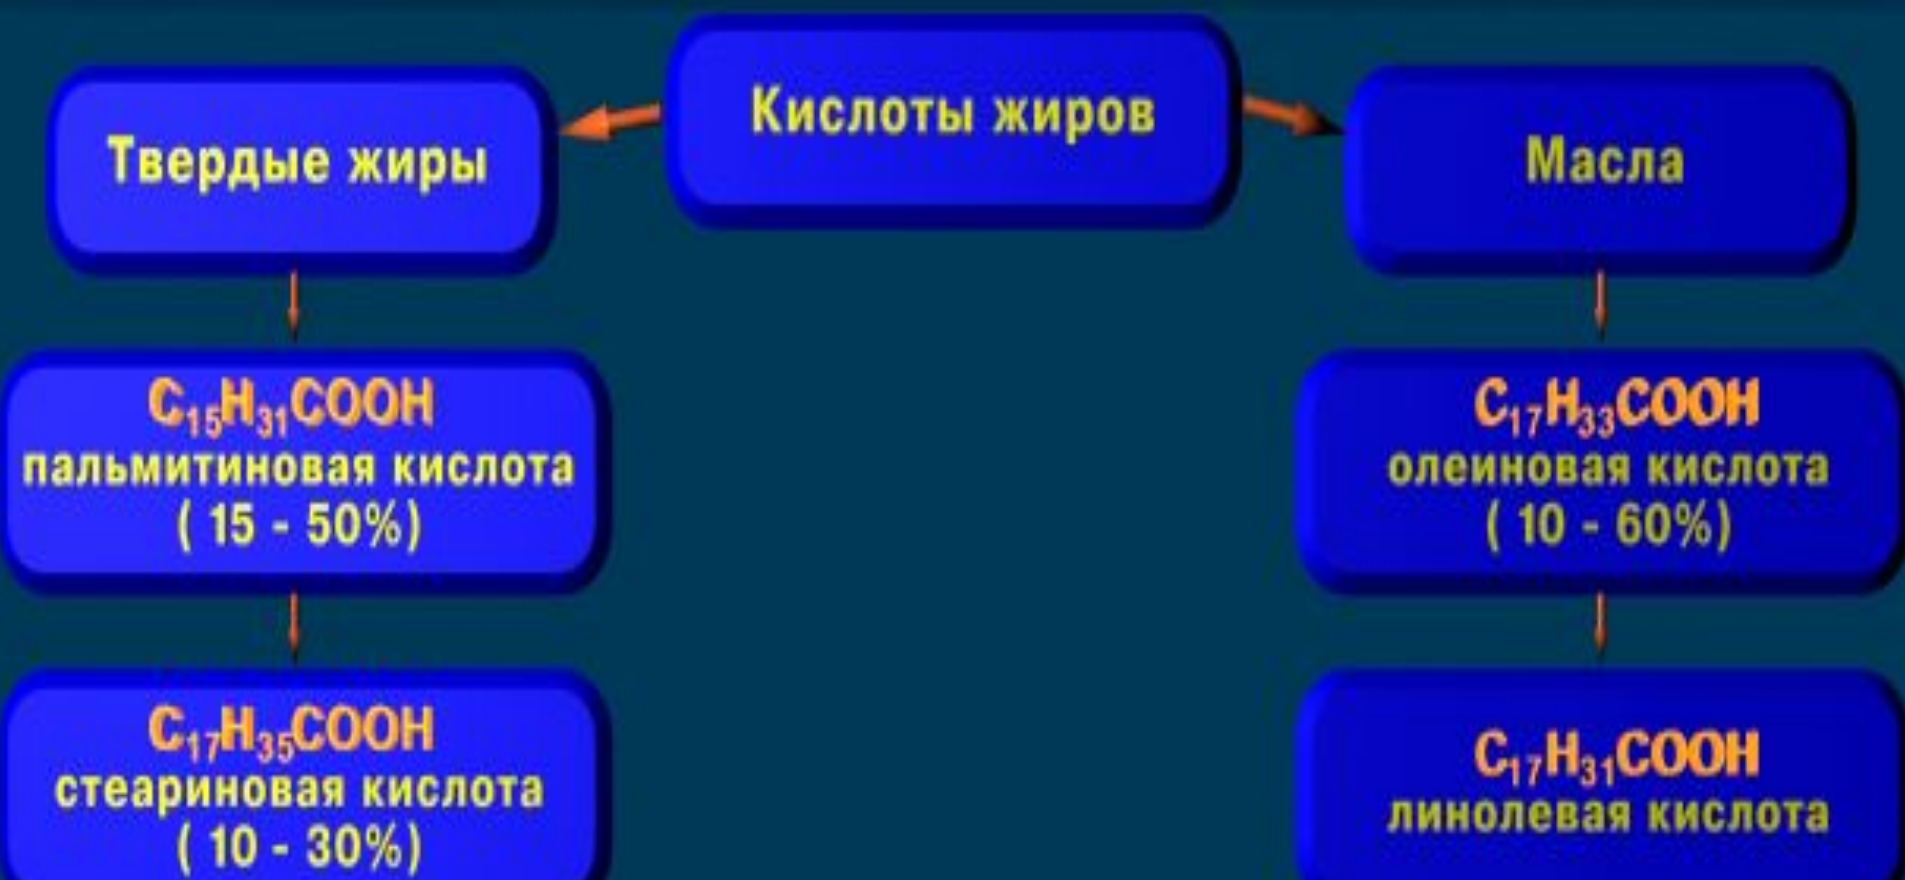 Кислоты жиров
Твердые жиры
C₁₅H₃₁COOH
пальмитиновая кислота
( 15 - 50%)
C₁₇H₃₅COOH
стеариновая кислота
( 10 - 30%)
Масла
C₁₇H₃₃COOH
олеиновая кислота
( 10 - 60%)
C₁₇H₃₁COOH
линолевая кислота